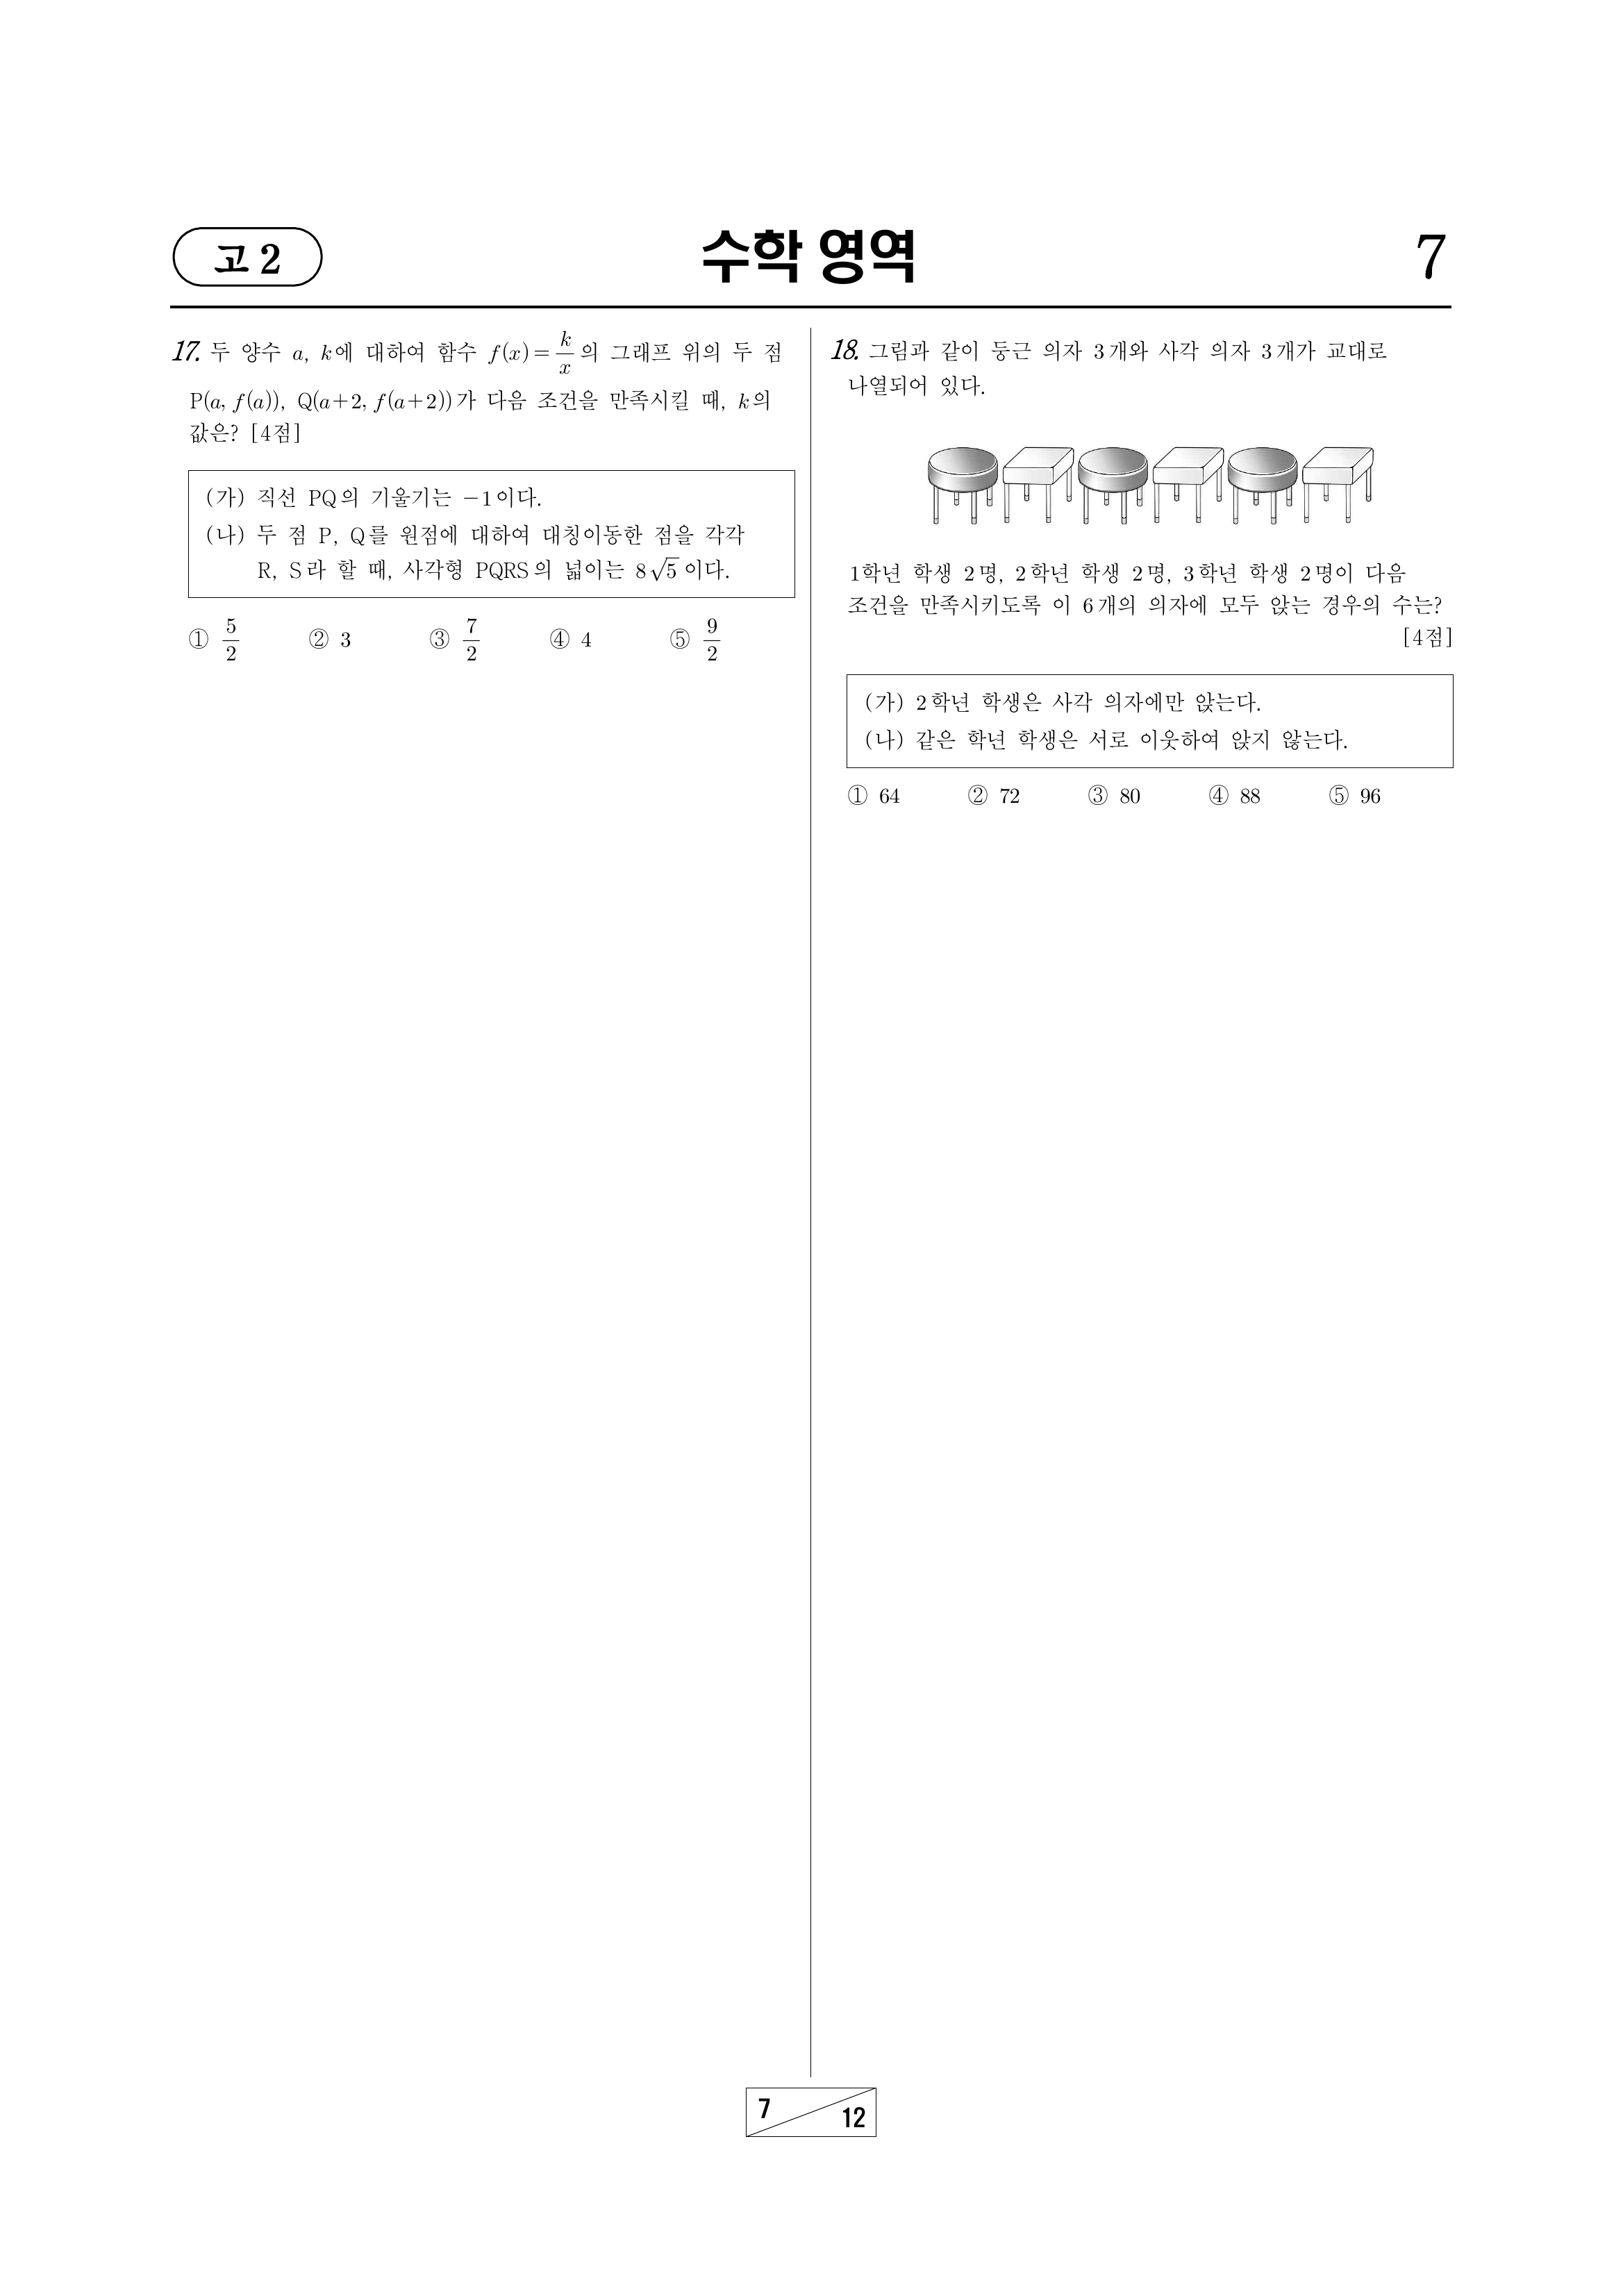 고 2
수학 영역
7
17. 두 양수 a, k에 대하여 함수 f(x)=k/x의 그래프 위의 두 점
P(a, f(a)), Q(a+2, f(a+2))가 다음 조건을 만족시킬 때, k의
값은? [4점]
(가) 직선 PQ의 기울기는 −1이다.
(나) 두 점 P, Q를 원점에 대하여 대칭이동한 점을 각각
R, S라 할 때, 사각형 PQRS의 넓이는 8√5이다.
① 5/2 ② 3 ③ 7/2 ④ 4 ⑤ 9/2
18. 그림과 같이 둥근 의자 3개와 사각 의자 3개가 교대로
나열되어 있다.
1학년 학생 2명, 2학년 학생 2명, 3학년 학생 2명이 다음
조건을 만족시키도록 이 6개의 의자에 모두 앉는 경우의 수는?
[4점]
(가) 2학년 학생은 사각 의자에만 앉는다.
(나) 같은 학년 학생은 서로 이웃하여 앉지 않는다.
① 64 ② 72 ③ 80 ④ 88 ⑤ 96
7
12